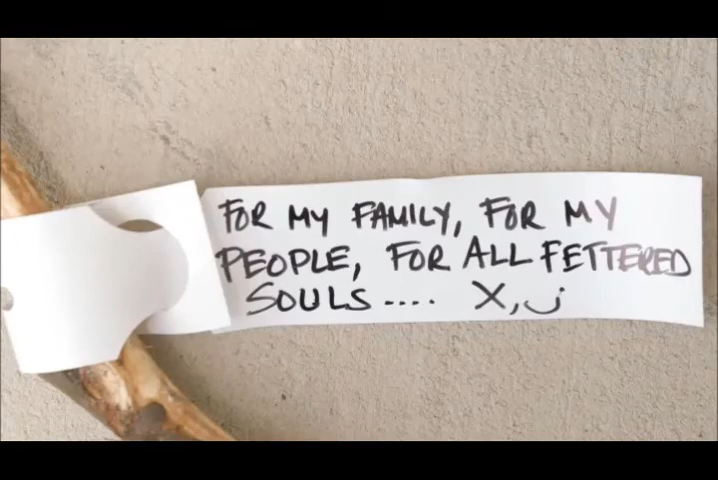 FOR MY FAMILY, FOR MY
PEOPLE, FOR ALL FETTERED
SOULS.... X, j